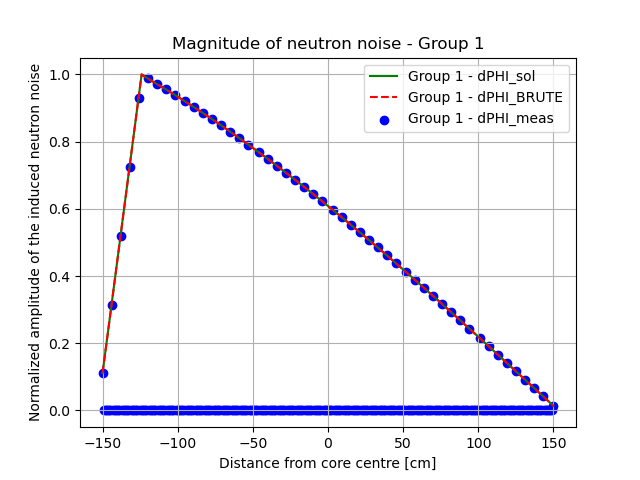 Magnitude of neutron noise - Group 1
Normalized amplitude of the induced neutron noise
1.0
0.8
0.6
0.4
0.2
0.0
Group 1 - dPHI_sol
Group 1 - dPHI_BRUTE
Group 1 - dPHI_meas
−150
−100
−50
0
50
100
150
Distance from core centre [cm]